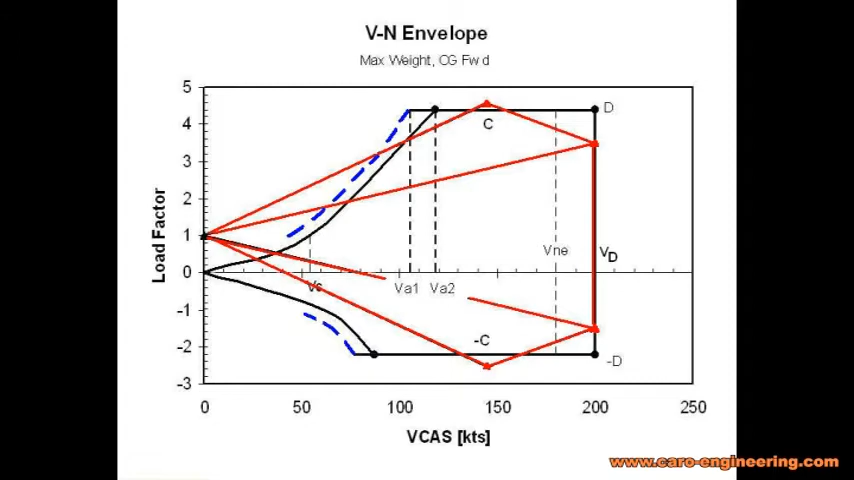 V-N Envelope
Max Weight, CG Fwd
5
4
3
2
1
0
-1
-2
-3
Load Factor
C
D
Vne
VD
Vs
Va1
Va2
-C
-D
0
50
100
150
200
250
VCAS [kts]
www.caro-engineering.com